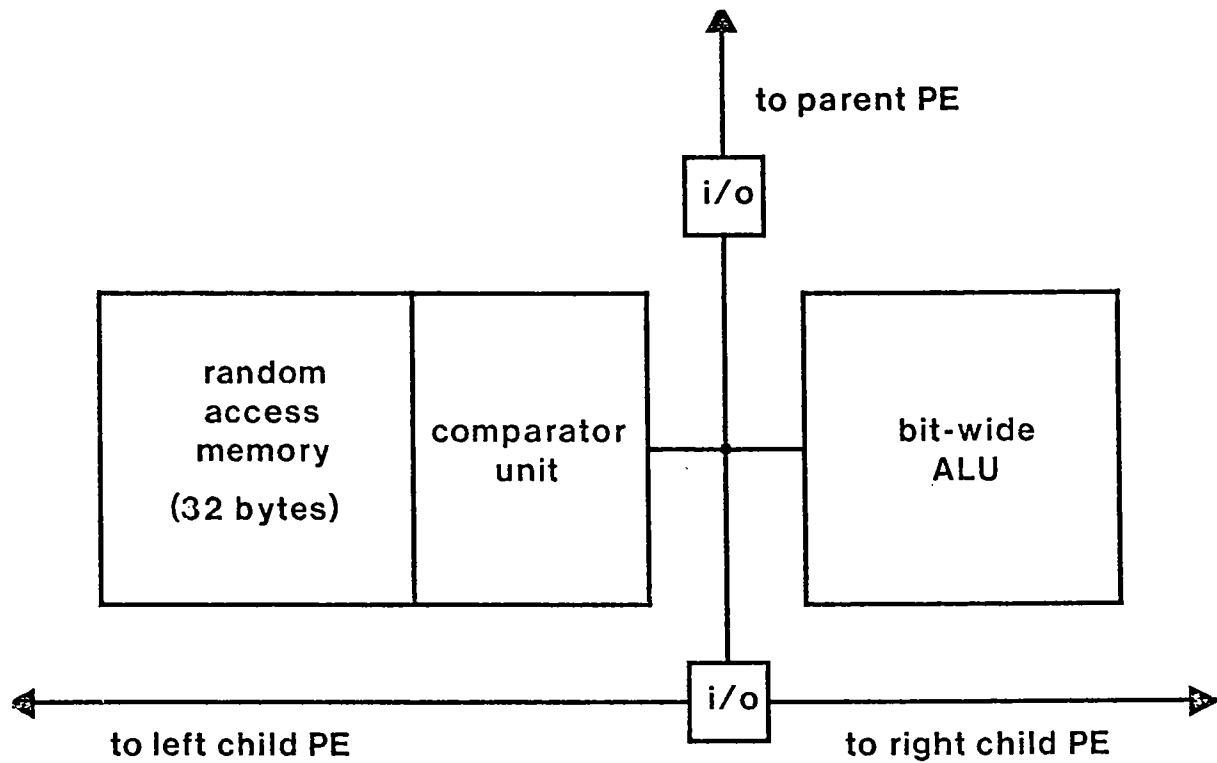 to parent PE
i/o
random
access
memory
(32 bytes)
comparator
unit
bit-wide
ALU
i/o
to left child PE
to right child PE